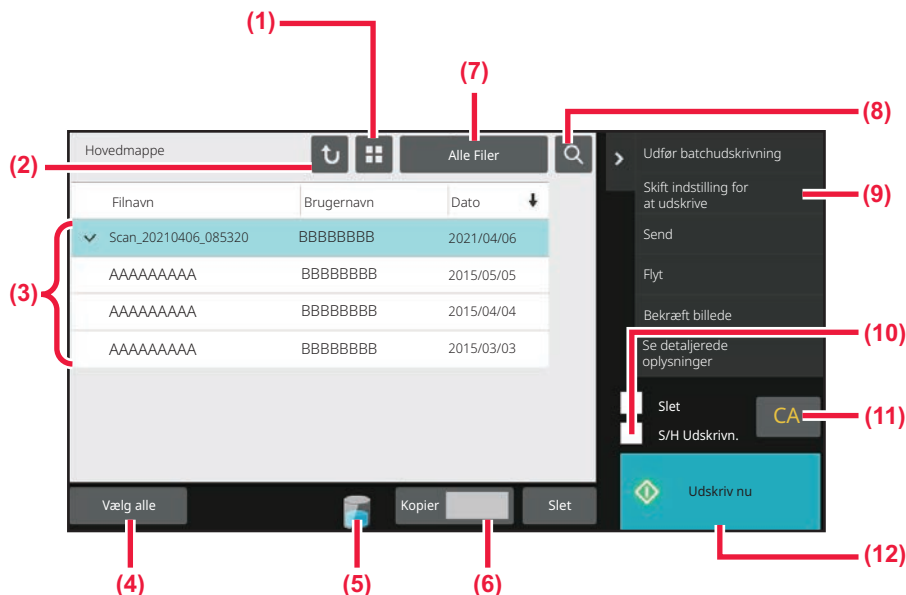 (1)
(7)
(8)
(2)
Hovedmappe
Alle Filer
Udfør batchudskrivning
Skift indstilling for
at udskrive
(9)
Filnavn Brugernavn Dato
(3)
Scan_20210406_085320 BBBBBBBB 2021/04/06
AAAAAAAAA BBBBBBBB 2015/05/05
AAAAAAAAA BBBBBBBB 2015/04/04
AAAAAAAAA BBBBBBBB 2015/03/03
Send
Flyt
Bekræft billede
Se detaljerede
oplysninger
(10)
Slet
S/H Udskrivn.
CA
(11)
Vælg alle
Kopier
Slet
Udskriv nu
(12)
(4)
(5)
(6)